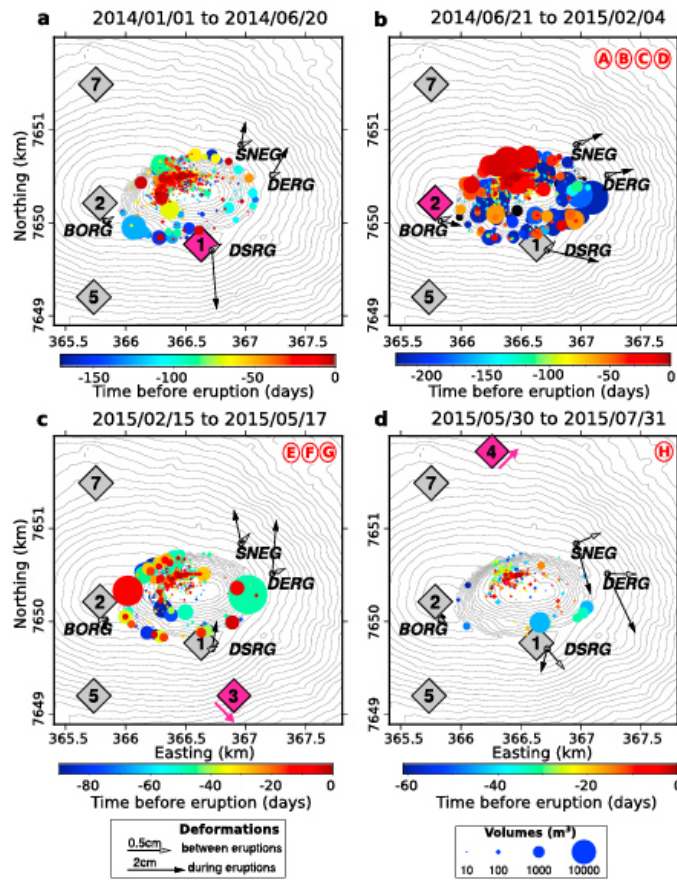 a 2014/01/01 to 2014/06/20
b 2014/06/21 to 2015/02/04
7
2
1
5
SNEG
DERG
BORG
DSRG
7651
7650
7649
Northing (km)
365.5 366 366.5 367 367.5
-150 -100 -50 0
Time before eruption (days)
A B C D
7
2
1
5
SNEG
DERG
BORG
DSRG
7651
7650
7649
365.5 366 366.5 367 367.5
-200 -150 -100 -50 0
Time before eruption (days)
c 2015/02/15 to 2015/05/17
d 2015/05/30 to 2015/07/31
E F G
7
2
1
5
3
SNEG
DERG
BORG
DSRG
7651
7650
7649
Northing (km)
365.5 366 366.5 367 367.5
Easting (km)
-80 -60 -40 -20 0
Time before eruption (days)
H
4
7
2
1
5
SNEG
DERG
BORG
DSRG
7651
7650
7649
365.5 366 366.5 367 367.5
Easting (km)
-60 -40 -20 0
Time before eruption (days)
Deformations
0.5cm between eruptions
2cm during eruptions
Volumes (m³)
10 100 1000 10000